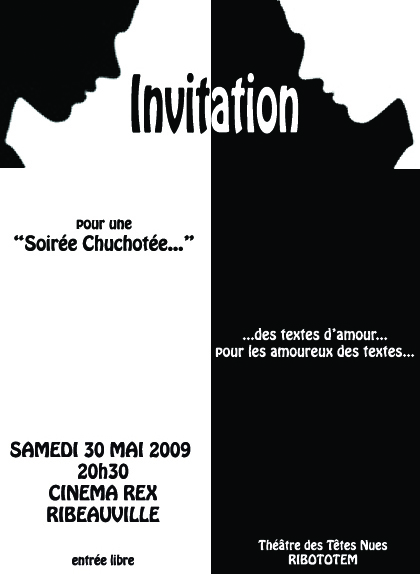 Invitation
pour une
“Soirée Chuchotée...”
...des textes d’amour...
pour les amoureux des textes...
SAMEDI 30 MAI 2009
20h30
CINEMA REX
RIBEAUVILLE
entrée libre
Théâtre des Têtes Nues
RIBOTOTEM